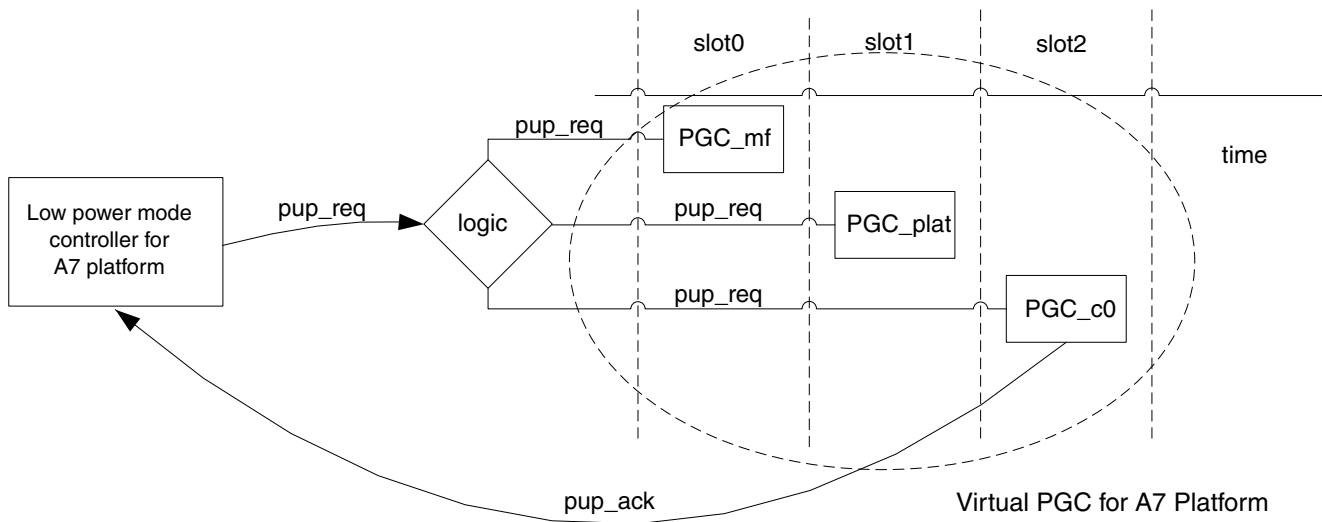 slot0
slot1
slot2
pup_req
PGC_mf
time
Low power mode
controller for
A7 platform
pup_req
logic
pup_req
PGC_plat
pup_req
PGC_c0
pup_ack
Virtual PGC for A7 Platform